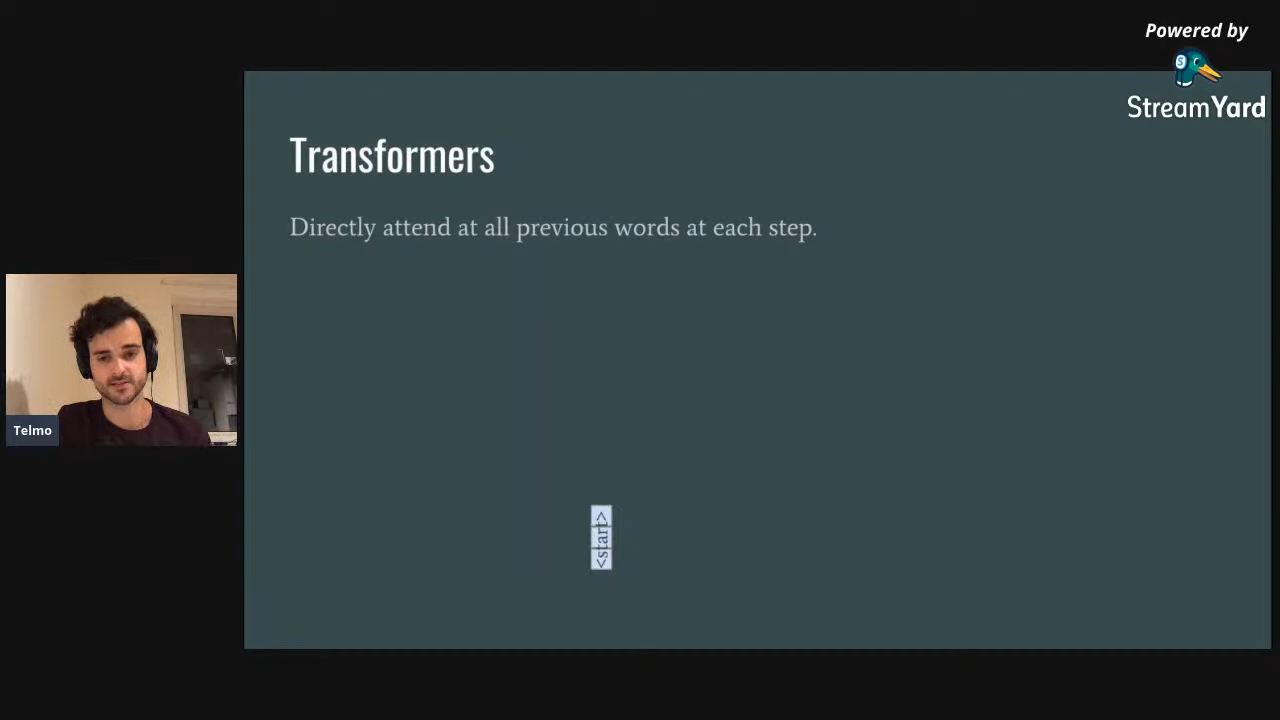 Powered by
StreamYard
Transformers
Directly attend at all previous words at each step.
Telmo
<start>